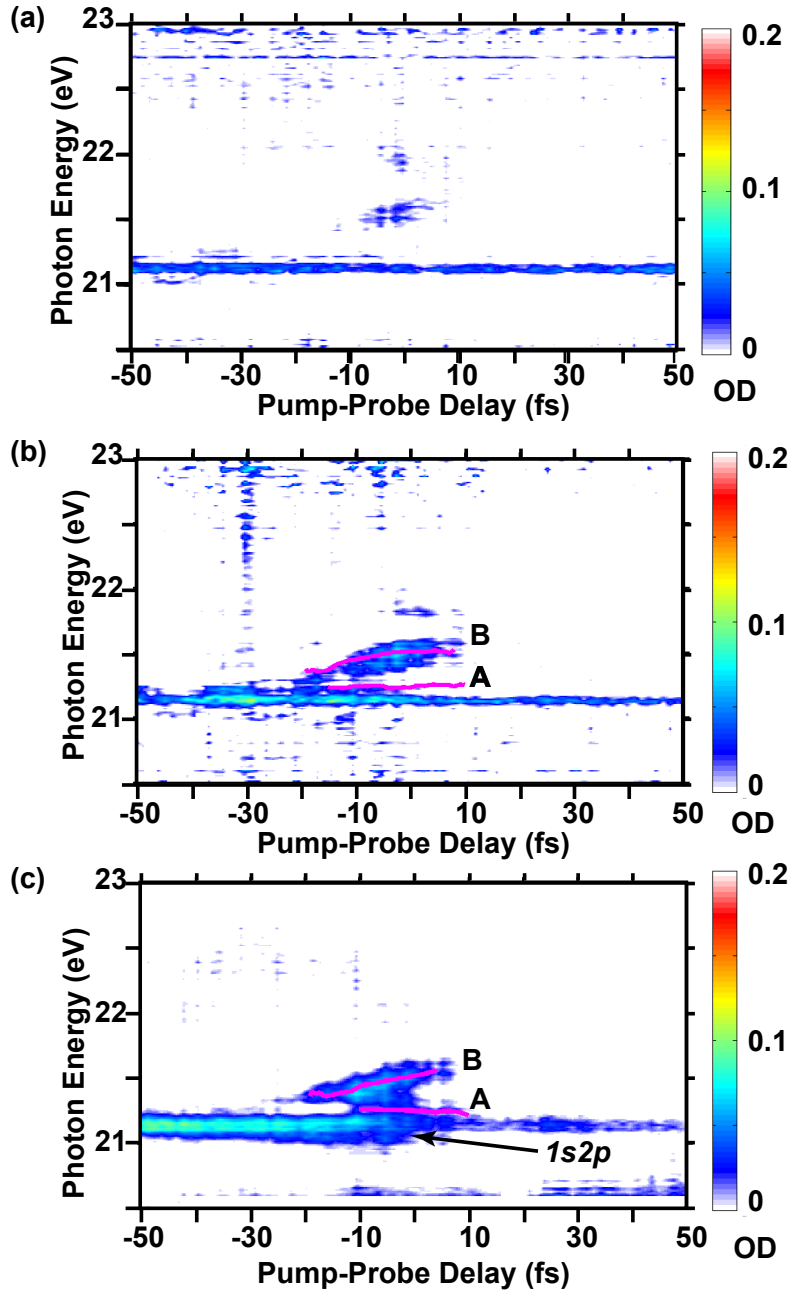 (a)
23
22
21
Photon Energy (eV)
-50 -30 -10 10 30 50
Pump-Probe Delay (fs)
0.2
0.1
0
OD
(b)
23
22
21
Photon Energy (eV)
B
A
-50 -30 -10 10 30 50
Pump-Probe Delay (fs)
0.2
0.1
0
OD
(c)
23
22
21
Photon Energy (eV)
B
A
1s2p
-50 -30 -10 10 30 50
Pump-Probe Delay (fs)
0.2
0.1
0
OD